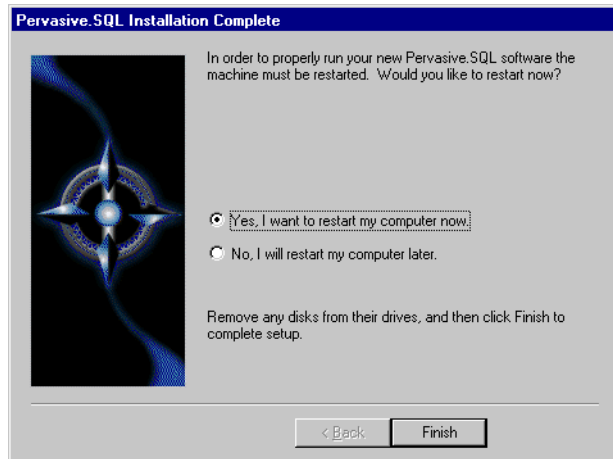 Pervasive.SQL Installation Complete
In order to properly run your new Pervasive.SQL software the
machine must be restarted.  Would you like to restart now?
Yes, I want to restart my computer now.
No, I will restart my computer later.
Remove any disks from their drives, and then click Finish to
complete setup.
< Back
Finish